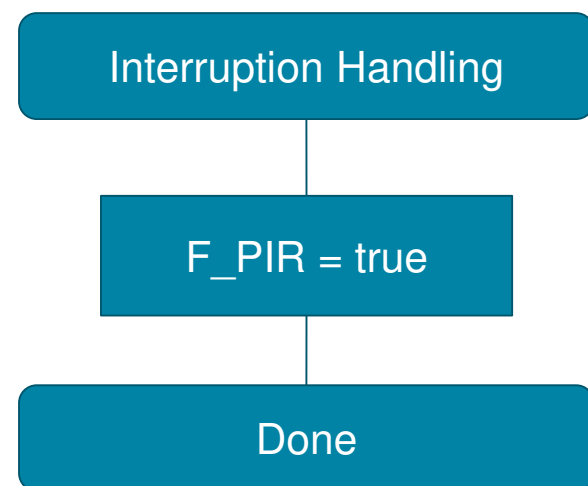 Interruption Handling
F_PIR = true
Done